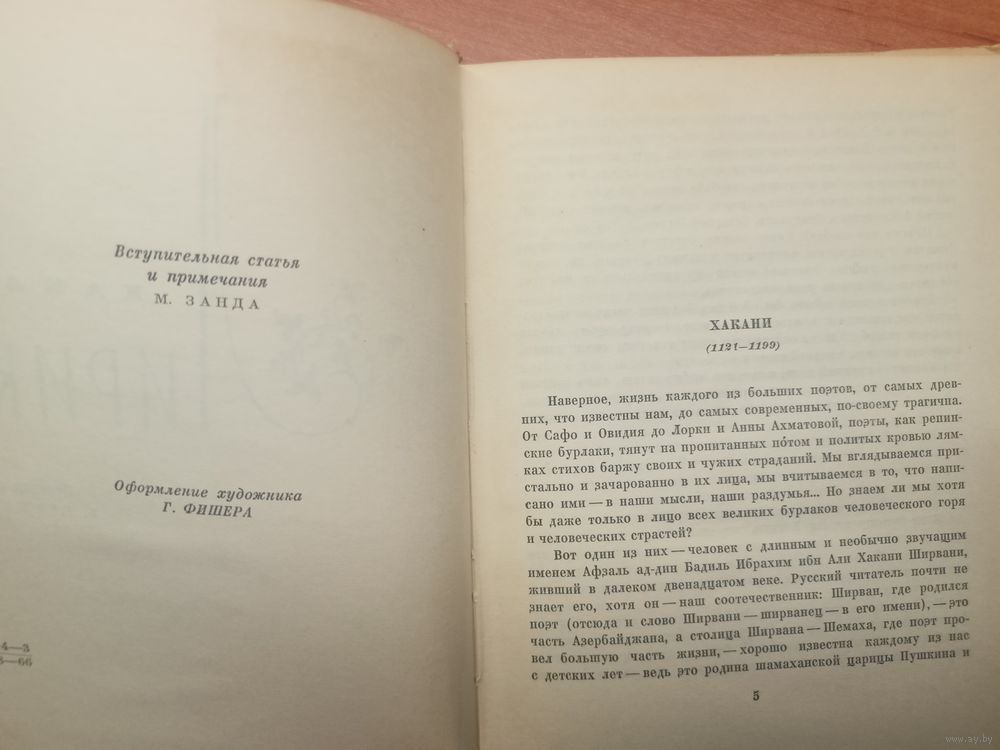 Вступительная статья
и примечания
М. ЗАНДА
Оформление художника
Г. ФИШЕРА
4—3
—66
ХАКАНИ
(1121—1199)
Наверное, жизнь каждого из больших поэтов, от самых древ-
них, что известны нам, до самых современных, по-своему трагична.
От Сафо и Овидия до Лорки и Анны Ахматовой, поэты, как репин-
ские бурлаки, тянут на пропитанных по́том и политых кровью лям-
ках стихов баржу своих и чужих страданий. Мы вглядываемся при-
стально и зачарованно в их лица, мы вчитываемся в то, что напи-
сано ими — в наши мысли, наши раздумья... Но знаем ли мы хотя
бы даже только в лицо всех великих бурлаков человеческого горя
и человеческих страстей?
Вот один из них — человек с длинным и необычно звучащим
именем Афзаль ад-дин Бадиль Ибрахим ибн Али Хакани Ширвани,
живший в далеком двенадцатом веке. Русский читатель почти не
знает его, хотя он — наш соотечественник: Ширван, где родился
поэт (отсюда и слово Ширвани — ширванец — в его имени), — это
часть Азербайджана, а столица Ширвана — Шемаха, где поэт про-
вел большую часть жизни, — хорошо известна каждому из нас
с детских лет — ведь это родина шамаханской царицы Пушкина и
5
www.ay.by